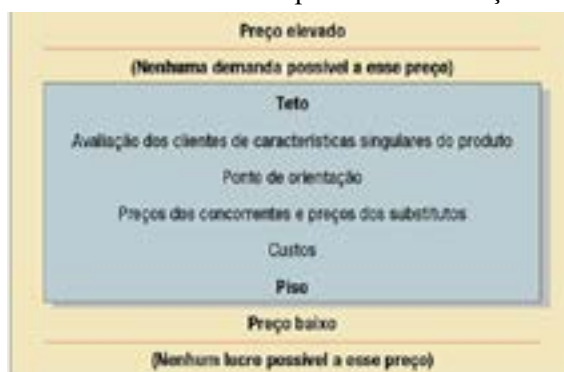 Preço elevado
(Nenhuma demanda possível a esse preço)
Teto
Avaliação dos clientes de características singulares do produto
Ponto de orientação
Preços dos concorrentes e preços dos substitutos
Custos
Piso
Preço baixo
(Nenhum lucro possível a esse preço)